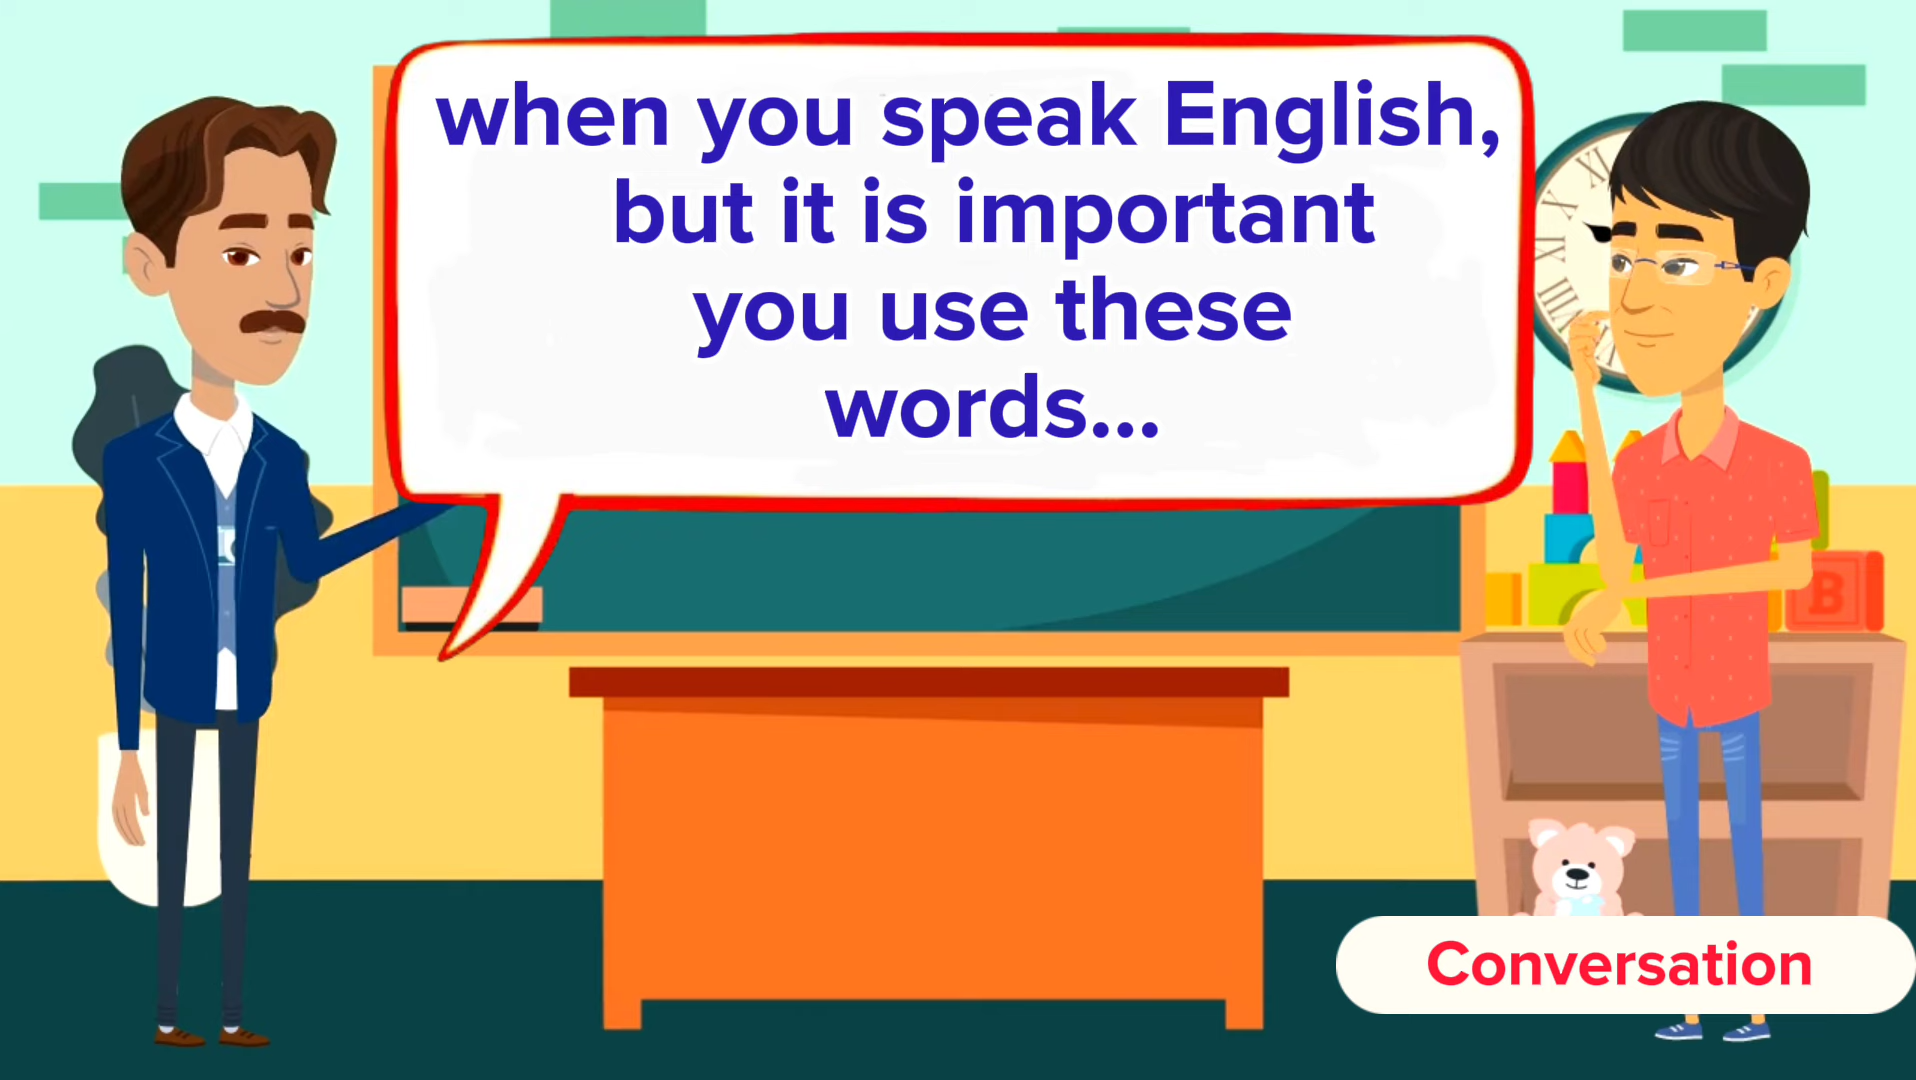 when you speak English,
but it is important
you use these
words...
B
Conversation